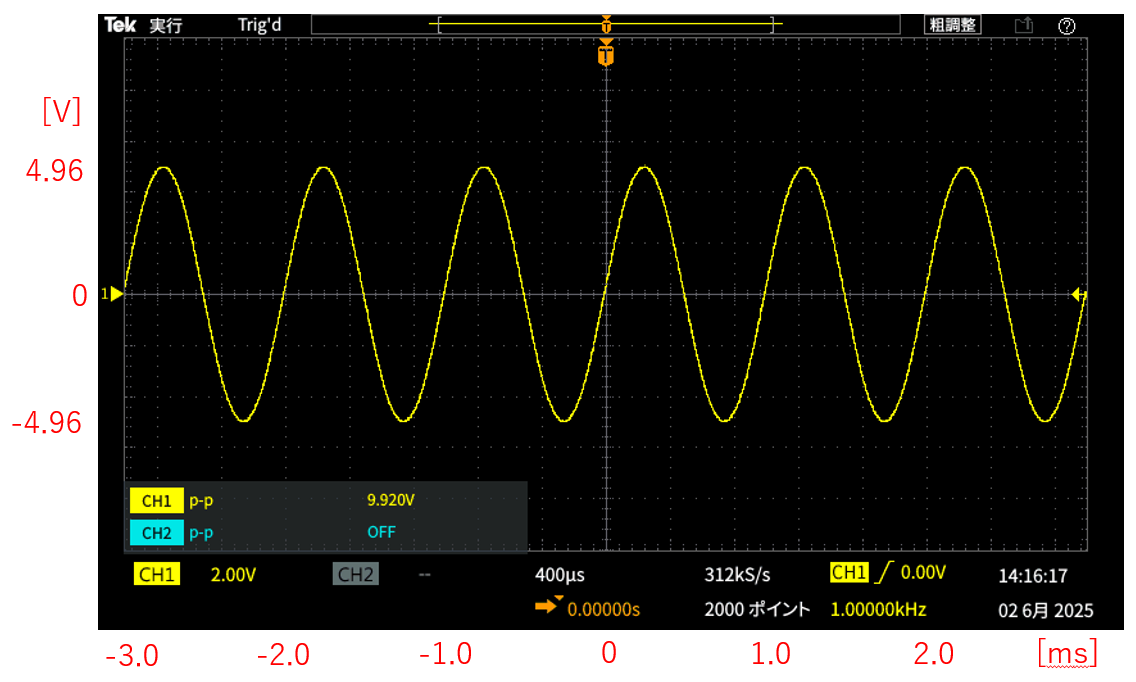 Tek 実行 Trig'd 粗調整 ?
T
T
[V]
4.96
0 1
-4.96
CH1 p-p 9.920V
CH2 p-p OFF
CH1 2.00V CH2 -- 400µs 312kS/s CH1 0.00V 14:16:17
0.00000s 2000 ポイント 1.00000kHz 02 6月 2025
-3.0 -2.0 -1.0 0 1.0 2.0 [ms]